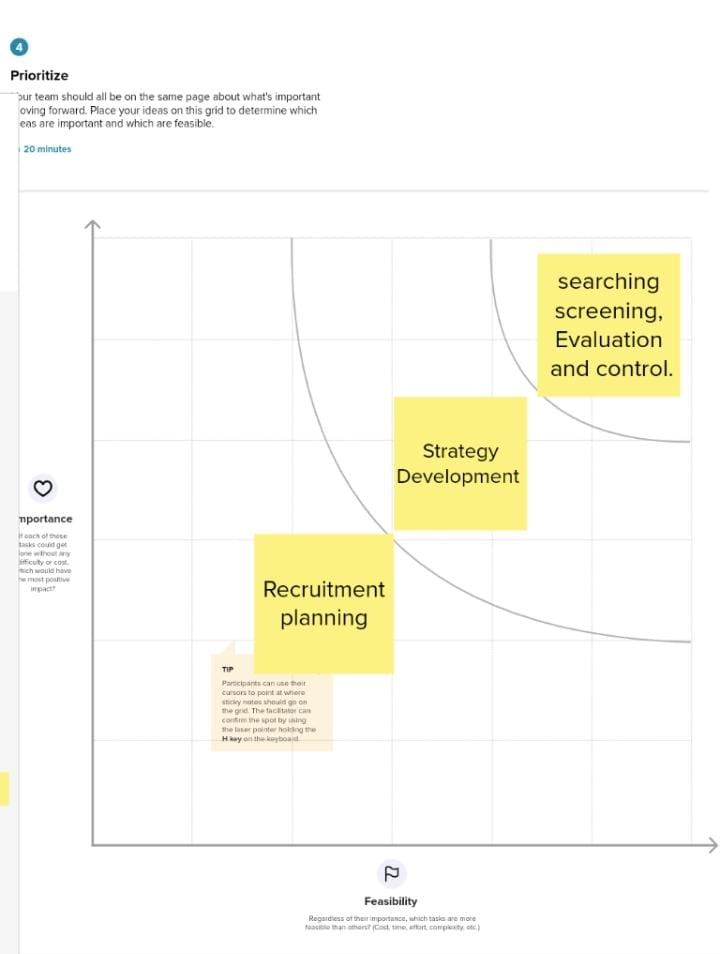 4
Prioritize
our team should all be on the same page about what's important
oving forward. Place your ideas on this grid to determine which
eas are important and which are feasible.
20 minutes
searching
screening,
Evaluation
and control.
Strategy
Development
Recruitment
planning
mportance
If each of these
tasks could get
one without any
difficulty or cost,
hich would have
he most positive
impact?
TIP
Participants can use their
cursors to point at where
sticky notes should go on
the grid. The facilitator can
confirm the spot by using
the laser pointer holding the
H key on the keyboard.
Feasibility
Regardless of their importance, which tasks are more
feasible than others? (Cost, time, effort, complexity, etc.)